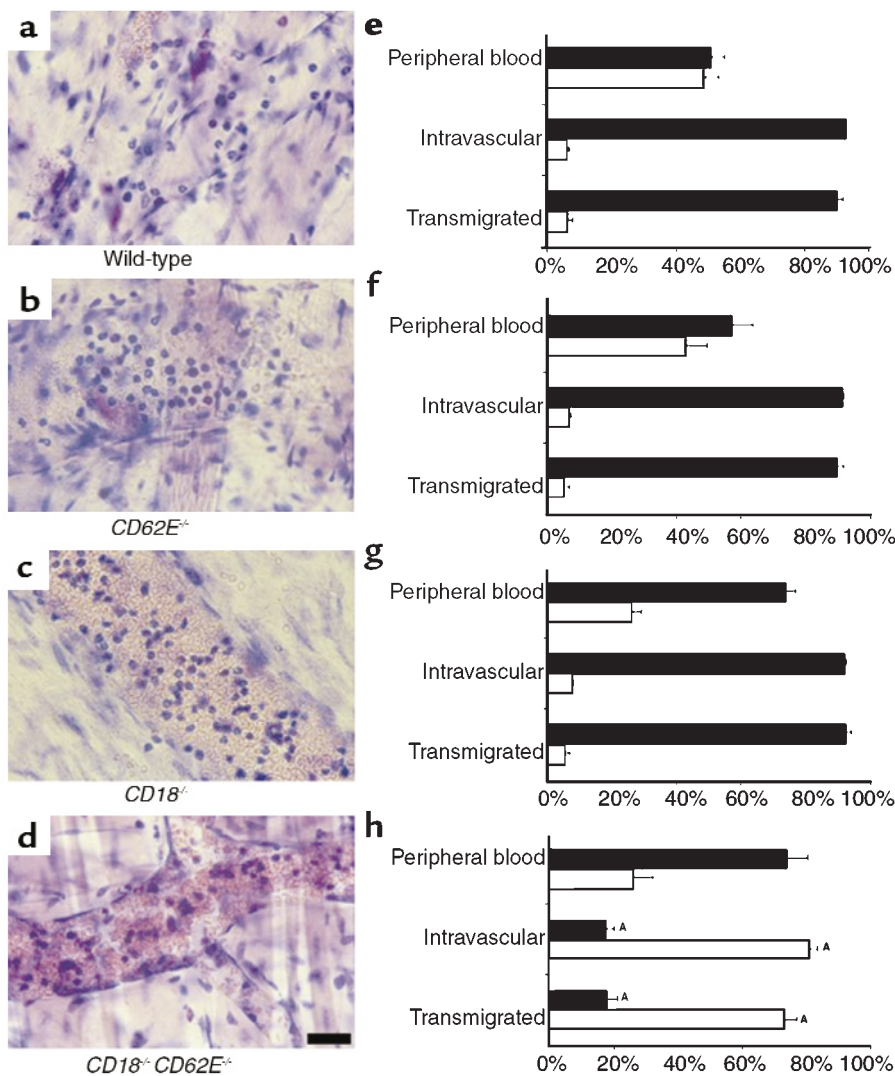 a
Wild-type
b
CD62E-/-
c
CD18-/-
d
CD18-/- CD62E-/-
e
Peripheral blood
Intravascular
Transmigrated
0% 20% 40% 60% 80% 100%
f
Peripheral blood
Intravascular
Transmigrated
0% 20% 40% 60% 80% 100%
g
Peripheral blood
Intravascular
Transmigrated
0% 20% 40% 60% 80% 100%
h
Peripheral blood
Intravascular
A
A
Transmigrated
A
A
0% 20% 40% 60% 80% 100%